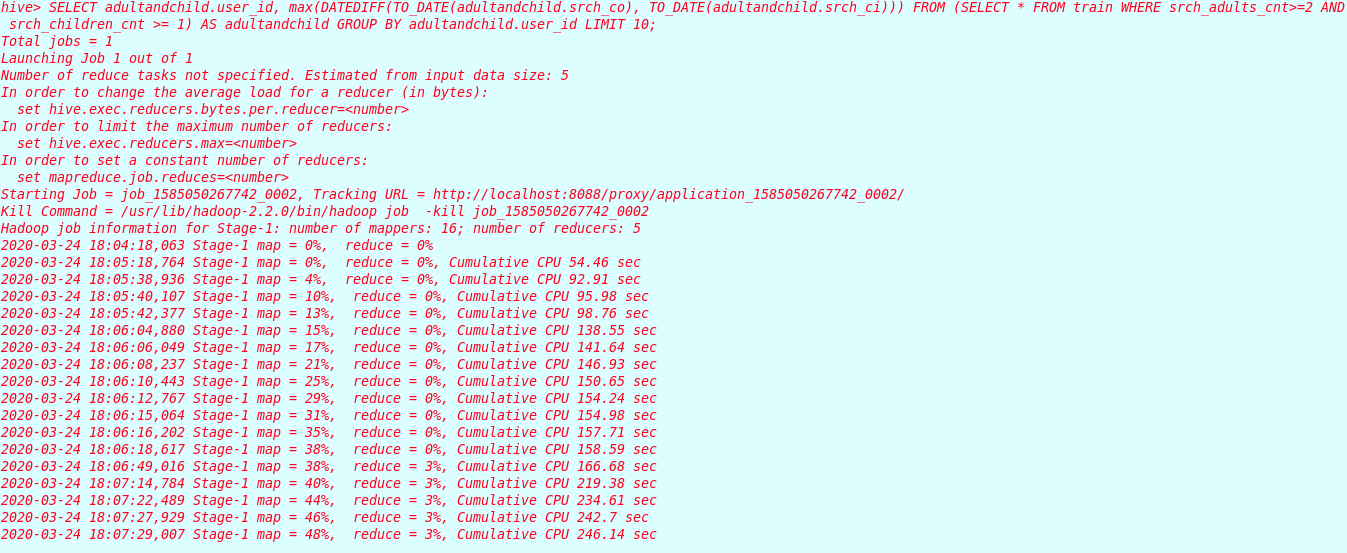 hive> SELECT adultandchild.user_id, max(DATEDIFF(TO_DATE(adultandchild.srch_co), TO_DATE(adultandchild.srch_ci))) FROM (SELECT * FROM train WHERE srch_adults_cnt>=2 AND
 srch_children_cnt >= 1) AS adultandchild GROUP BY adultandchild.user_id LIMIT 10;
Total jobs = 1
Launching Job 1 out of 1
Number of reduce tasks not specified. Estimated from input data size: 5
In order to change the average load for a reducer (in bytes):
  set hive.exec.reducers.bytes.per.reducer=<number>
In order to limit the maximum number of reducers:
  set hive.exec.reducers.max=<number>
In order to set a constant number of reducers:
  set mapreduce.job.reduces=<number>
Starting Job = job_1585050267742_0002, Tracking URL = http://localhost:8088/proxy/application_1585050267742_0002/
Kill Command = /usr/lib/hadoop-2.2.0/bin/hadoop job  -kill job_1585050267742_0002
Hadoop job information for Stage-1: number of mappers: 16; number of reducers: 5
2020-03-24 18:04:18,063 Stage-1 map = 0%,  reduce = 0%
2020-03-24 18:05:18,764 Stage-1 map = 0%,  reduce = 0%, Cumulative CPU 54.46 sec
2020-03-24 18:05:38,936 Stage-1 map = 4%,  reduce = 0%, Cumulative CPU 92.91 sec
2020-03-24 18:05:40,107 Stage-1 map = 10%,  reduce = 0%, Cumulative CPU 95.98 sec
2020-03-24 18:05:42,377 Stage-1 map = 13%,  reduce = 0%, Cumulative CPU 98.76 sec
2020-03-24 18:06:04,880 Stage-1 map = 15%,  reduce = 0%, Cumulative CPU 138.55 sec
2020-03-24 18:06:06,049 Stage-1 map = 17%,  reduce = 0%, Cumulative CPU 141.64 sec
2020-03-24 18:06:08,237 Stage-1 map = 21%,  reduce = 0%, Cumulative CPU 146.93 sec
2020-03-24 18:06:10,443 Stage-1 map = 25%,  reduce = 0%, Cumulative CPU 150.65 sec
2020-03-24 18:06:12,767 Stage-1 map = 29%,  reduce = 0%, Cumulative CPU 154.24 sec
2020-03-24 18:06:15,064 Stage-1 map = 31%,  reduce = 0%, Cumulative CPU 154.98 sec
2020-03-24 18:06:16,202 Stage-1 map = 35%,  reduce = 0%, Cumulative CPU 157.71 sec
2020-03-24 18:06:18,617 Stage-1 map = 38%,  reduce = 0%, Cumulative CPU 158.59 sec
2020-03-24 18:06:49,016 Stage-1 map = 38%,  reduce = 3%, Cumulative CPU 166.68 sec
2020-03-24 18:07:14,784 Stage-1 map = 40%,  reduce = 3%, Cumulative CPU 219.38 sec
2020-03-24 18:07:22,489 Stage-1 map = 44%,  reduce = 3%, Cumulative CPU 234.61 sec
2020-03-24 18:07:27,929 Stage-1 map = 46%,  reduce = 3%, Cumulative CPU 242.7 sec
2020-03-24 18:07:29,007 Stage-1 map = 48%,  reduce = 3%, Cumulative CPU 246.14 sec